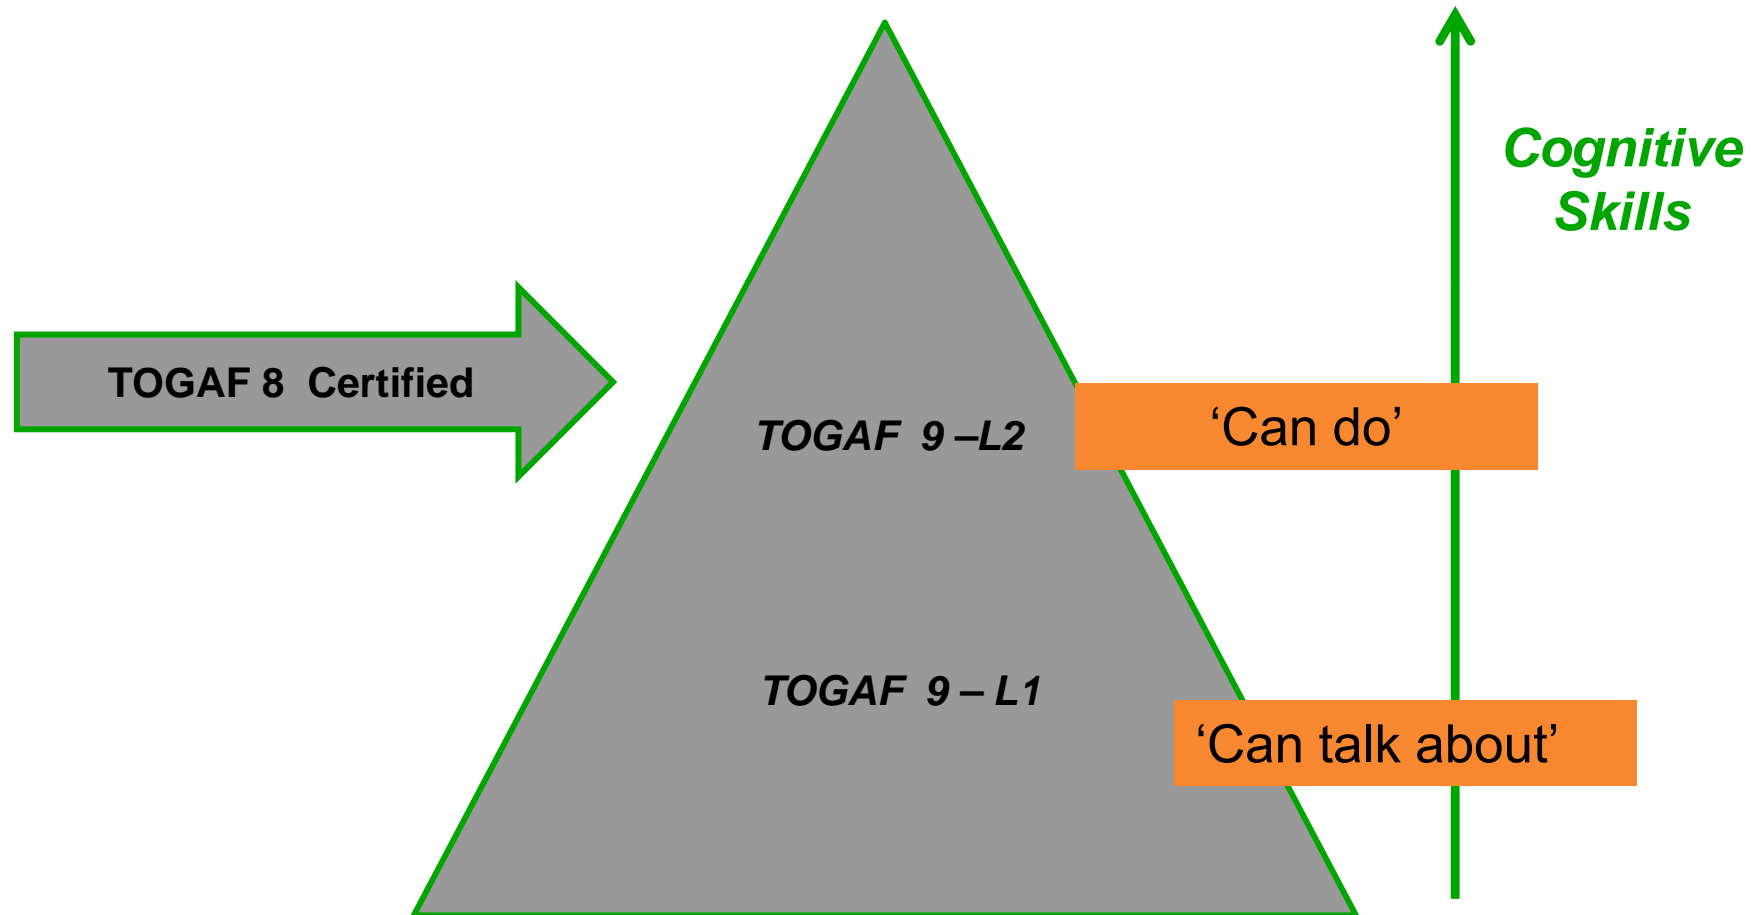 Cognitive
Skills
TOGAF 8  Certified
TOGAF  9 –L2
‘Can do’
TOGAF  9 – L1
‘Can talk about’